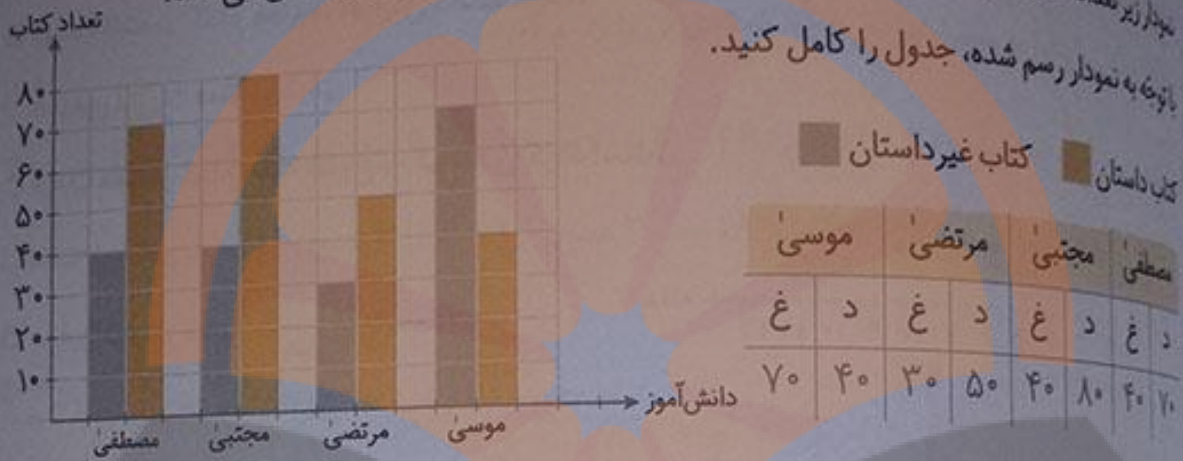 نمودار زیر
با توجه به نمودار رسم شده، جدول را کامل کنید.
کتاب داستان
کتاب غیرداستان
مصطفیٰ مجتبیٰ مرتضیٰ موسیٰ
د غ د غ د غ د غ
۷۰ ۴۰ ۸۰ ۴۰ ۵۰ ۳۰ ۴۰ ۷۰
تعداد کتاب
۸۰
۷۰
۶۰
۵۰
۴۰
۳۰
۲۰
۱۰
دانش‌آموز
مصطفیٰ مجتبیٰ مرتضیٰ موسیٰ